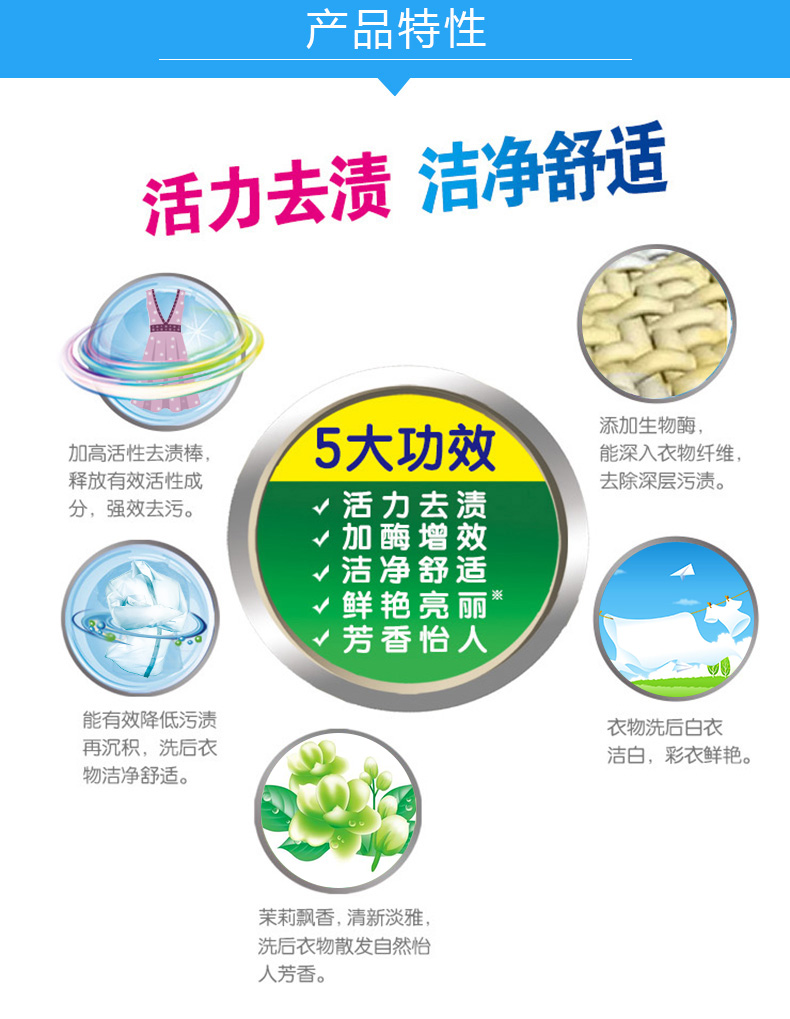 产品特性
活力去渍 洁净舒适
加高活性去渍棒，
释放有效活性成
分，强效去污。
添加生物酶，
能深入衣物纤维，
去除深层污渍。
5大功效
✓ 活力去渍
✓ 加酶增效
✓ 洁净舒适
✓ 鲜艳亮丽※
✓ 芳香怡人
能有效降低污渍
再沉积，洗后衣
物洁净舒适。
衣物洗后白衣
洁白，彩衣鲜艳。
茉莉飘香，清新淡雅，
洗后衣物散发自然怡
人芳香。